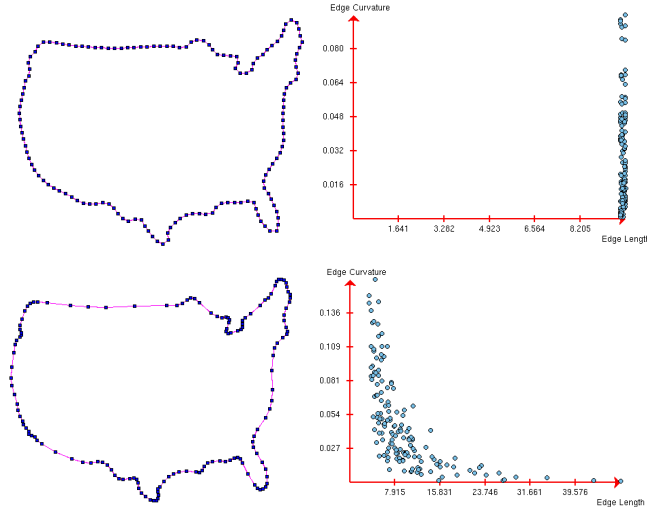 Edge Curvature
0.080
0.064
0.048
0.032
0.016
1.641 3.282 4.923 6.564 8.205
Edge Length
Edge Curvature
0.136
0.109
0.081
0.054
0.027
7.915 15.831 23.746 31.661 39.576
Edge Length